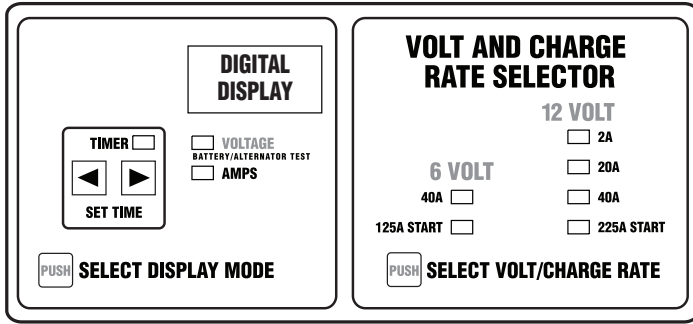 DIGITAL
DISPLAY
TIMER
VOLTAGE
BATTERY/ALTERNATOR TEST
AMPS
SET TIME
PUSH SELECT DISPLAY MODE
VOLT AND CHARGE
RATE SELECTOR
12 VOLT
2A
6 VOLT
20A
40A
40A
125A START
225A START
PUSH SELECT VOLT/CHARGE RATE